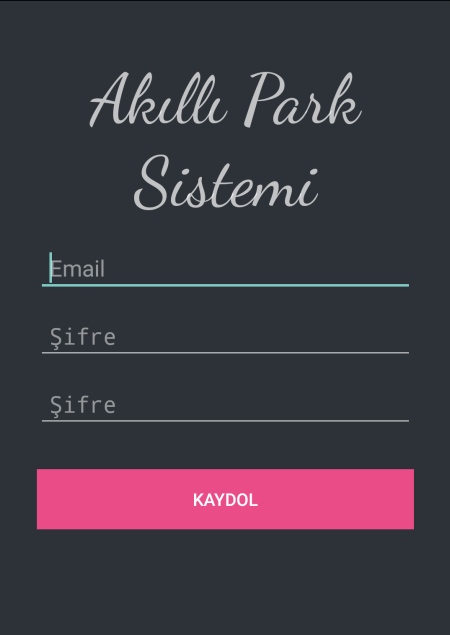 Akıllı Park
Sistemi
Email
Şifre
Şifre
KAYDOL